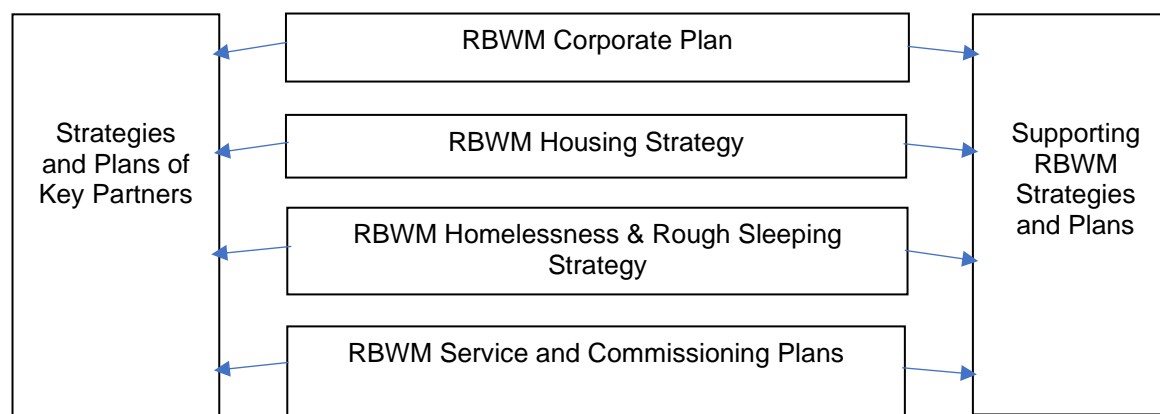 RBWM Corporate Plan
Strategies
and Plans of
Key Partners
RBWM Housing Strategy
Supporting
RBWM
Strategies
and Plans
RBWM Homelessness & Rough Sleeping
Strategy
RBWM Service and Commissioning Plans